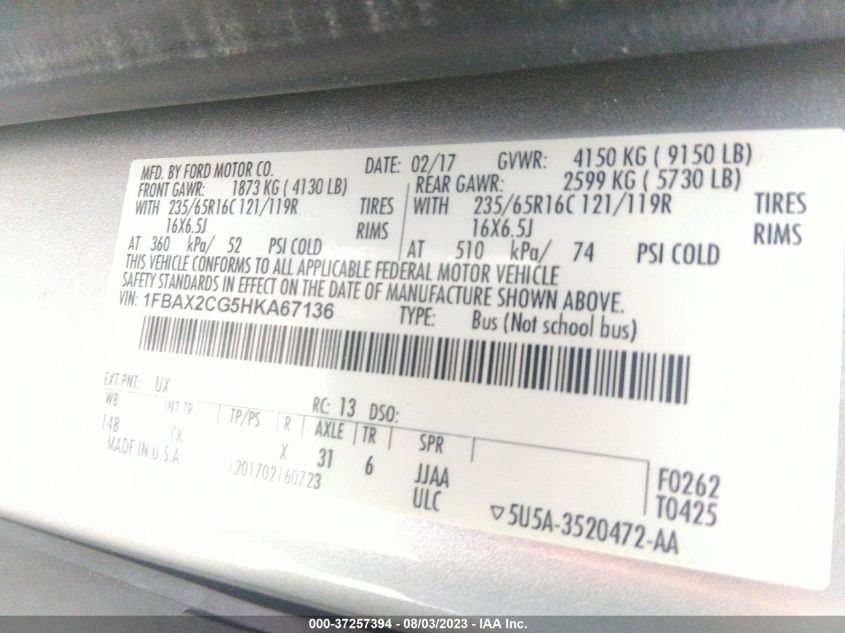 MFD. BY FORD MOTOR CO. DATE: 02/17 GVWR: 4150 KG ( 9150 LB)
FRONT GAWR: 1873 KG ( 4130 LB) REAR GAWR: 2599 KG ( 5730 LB)
WITH 235/65R16C 121/119R TIRES WITH 235/65R16C 121/119R TIRES
16X6.5J RIMS 16X6.5J RIMS
AT 360 kPa/ 52 PSI COLD AT 510 kPa/ 74 PSI COLD
THIS VEHICLE CONFORMS TO ALL APPLICABLE FEDERAL MOTOR VEHICLE
SAFETY STANDARDS IN EFFECT ON THE DATE OF MANUFACTURE SHOWN ABOVE.
VIN: 1FBAX2CG5HKA67136 TYPE: Bus (Not school bus)
EXT PNT: UX RC: 13 DSO:
WB INT TR TP/PS R AXLE TR SPR
148 CK X 31 6 JJAA F0262
MADE IN U.S.A 201702160723 ULC T0425
▽5U5A-3520472-AA
000-37257394 - 08/03/2023 - IAA Inc.